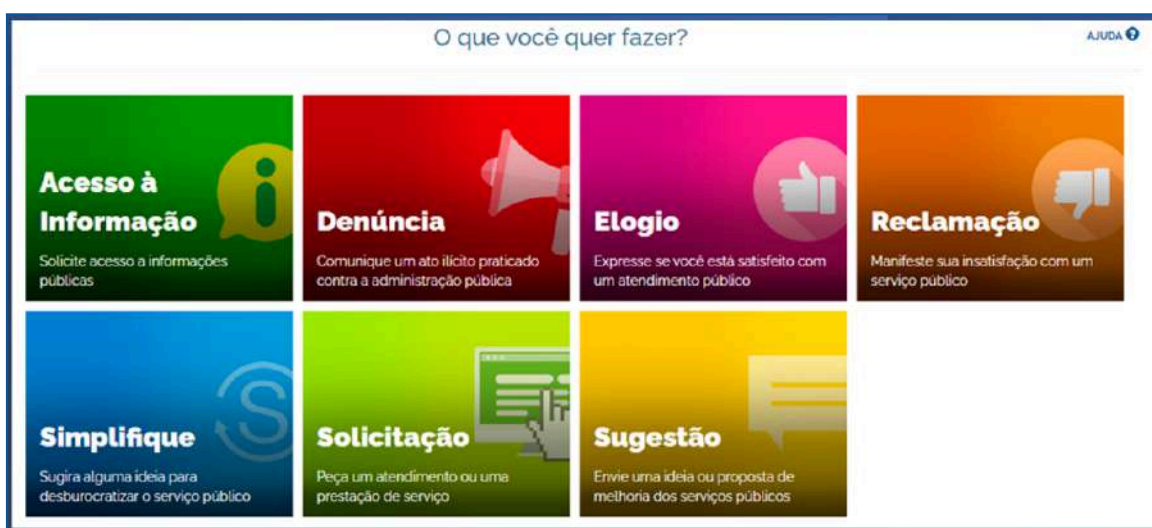 O que você quer fazer?
AJUDA
Acesso à
Informação
Solicite acesso a informações
públicas
Denúncia
Comunique um ato ilícito praticado
contra a administração pública
Elogio
Expresse se você está satisfeito com
um atendimento público
Reclamação
Manifeste sua insatisfação com um
serviço público
Simplifique
Sugira alguma ideia para
desburocratizar o serviço público
Solicitação
Peça um atendimento ou uma
prestação de serviço
Sugestão
Envie uma ideia ou proposta de
melhoria dos serviços públicos